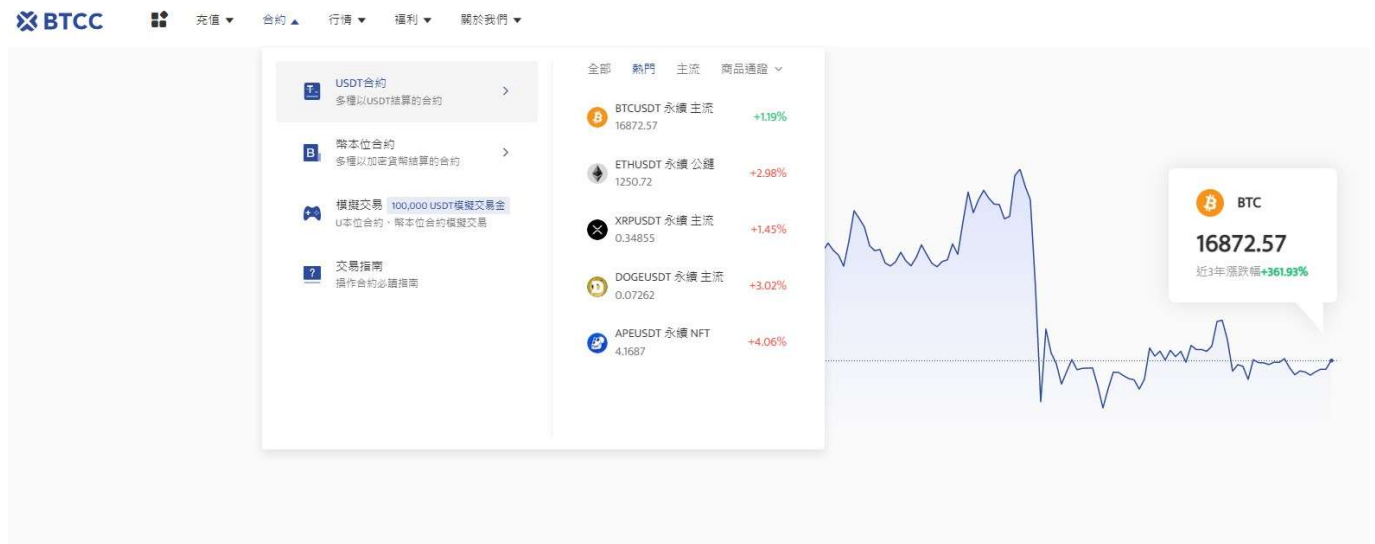 BTCC
充值
合約
行情
福利
關於我們
USDT合約
多種以USDT結算的合約
幣本位合約
多種以加密貨幣結算的合約
模擬交易 100,000 USDT模擬交易金
U本位合約、幣本位合約模擬交易
交易指南
操作合約必讀指南
全部 熱門 主流 商品通證
BTCUSDT 永續 主流
16872.57
+1.19%
ETHUSDT 永續 公鏈
1250.72
+2.98%
XRPUSDT 永續 主流
0.34855
+1.45%
DOGEUSDT 永續 主流
0.07262
+3.02%
APEUSDT 永續 NFT
4.1687
+4.06%
BTC
16872.57
近3年漲跌幅+361.93%